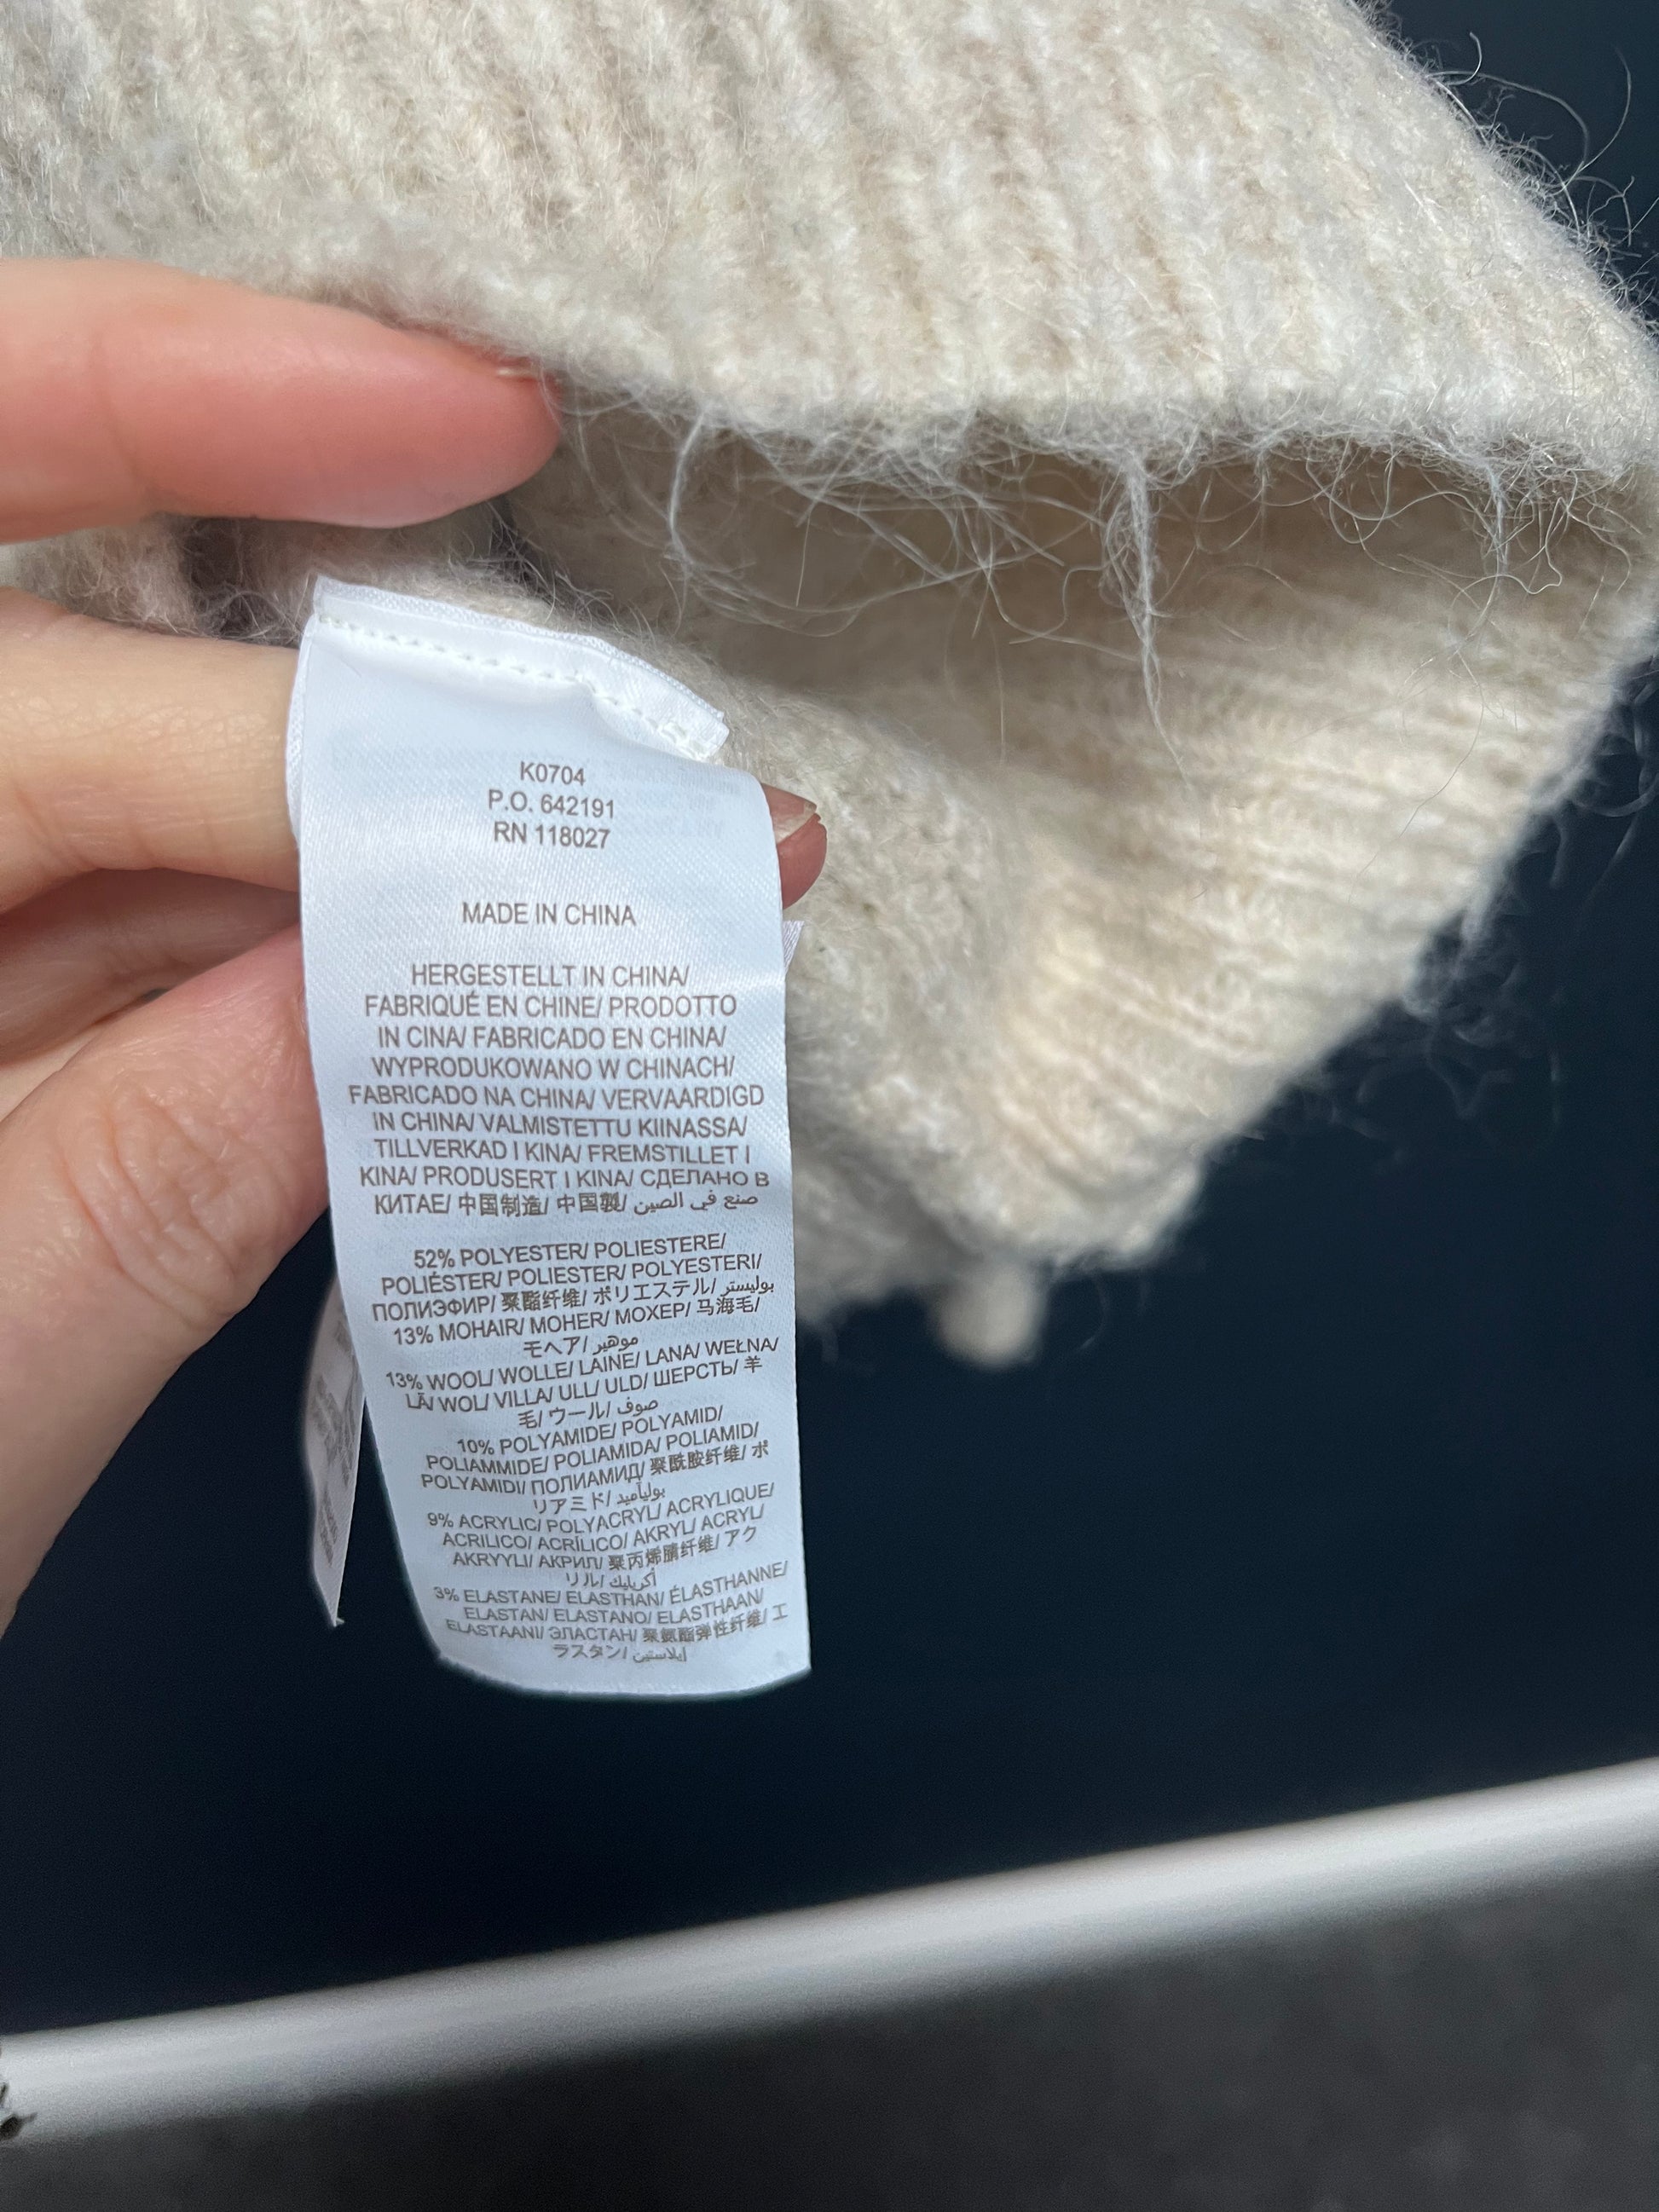 K0704
P.O. 642191
RN 118027
MADE IN CHINA
HERGESTELLT IN CHINA/
FABRIQUÉ EN CHINE/ PRODOTTO
IN CINA/ FABRICADO EN CHINA/
WYPRODUKOWANO W CHINACH/
FABRICADO NA CHINA/ VERVAARDIGD
IN CHINA/ VALMISTETTU KIINASSA/
TILLVERKAD I KINA/ FREMSTILLET I
KINA/ PRODUSERT I KINA/ СДЕЛАНО В
КИТАЕ/ 中国制造/ 中国製/ صنع في الصين
52% POLYESTER/ POLIESTERE/
POLIÉSTER/ POLIESTER/ POLYESTERI/
ПОЛИЭФИР/ 聚酯纤维/ ポリエステル/ بوليستر/
13% MOHAIR/ MOHER/ МОХЕР/ 马海毛/
モヘア/ موهير
13% WOOL/ WOLLE/ LAINE/ LANA/ WEŁNA/
LÃ/ WOL/ VILLA/ ULL/ ULD/ ШЕРСТЬ/ 羊
毛/ ウール/ صوف
10% POLYAMIDE/ POLYAMID/
POLIAMMIDE/ POLIAMIDA/ POLIAMID/
POLYAMIDI/ ПОЛИАМИД/ 聚酰胺纤维/ ポ
リアミド/ بوليأميد
9% ACRYLIC/ POLYACRYL/ ACRYLIQUE/
ACRILICO/ ACRÍLICO/ AKRYL/ ACRYL/
AKRYYLI/ АКРИЛ/ 聚丙烯腈纤维/ アク
リル/ أكريليك
3% ELASTANE/ ELASTHAN/ ÉLASTHANNE/
ELASTAN/ ELASTANO/ ELASTHAAN/
ELASTAANI/ ЭЛАСТАН/ 聚氨酯弹性纤维/ エ
ラスタン/ إيلاستين